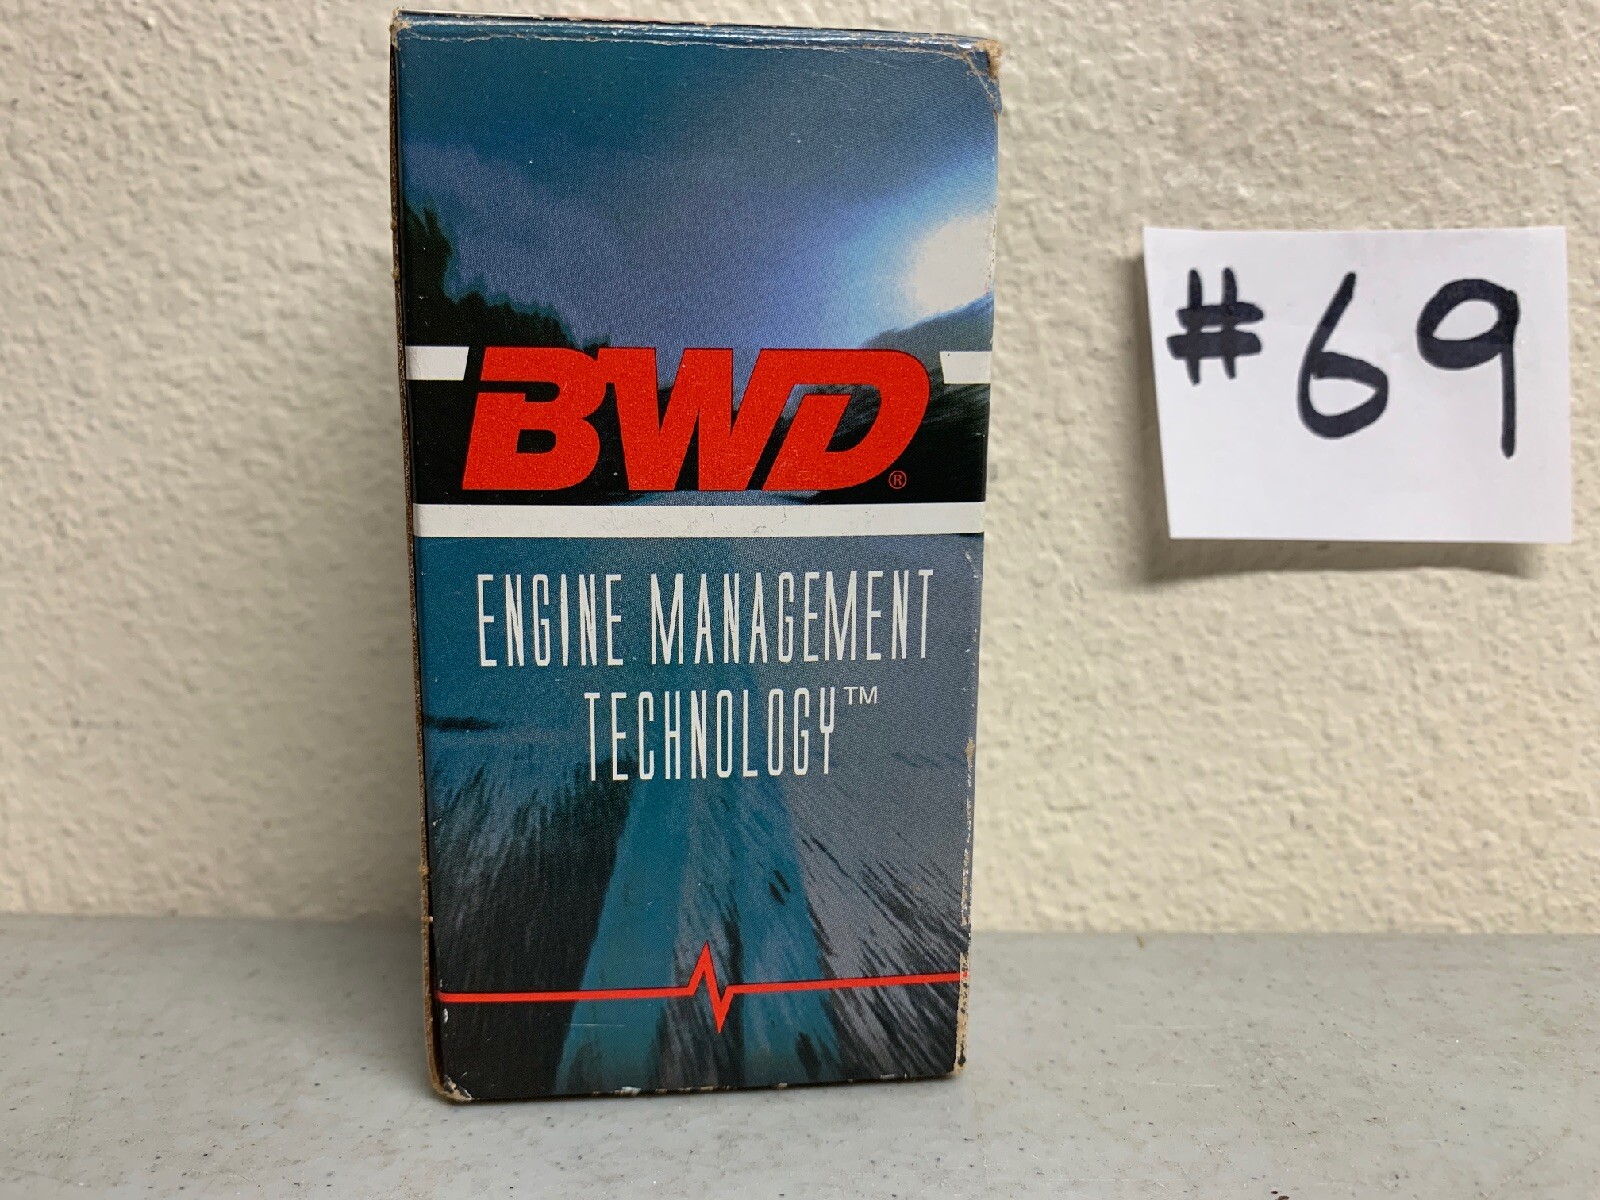 BWD®
ENGINE MANAGEMENT
TECHNOLOGY™
#69